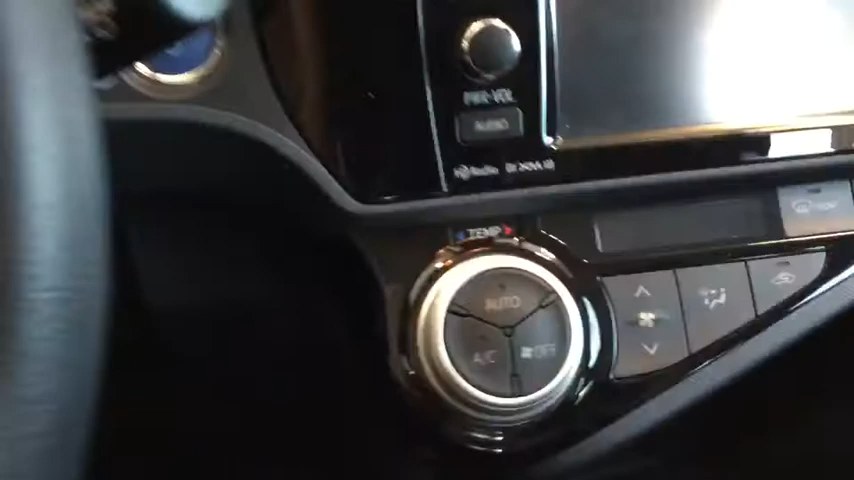 PWR·VOL
AUDIO
TEMP
AUTO
A/C
OFF